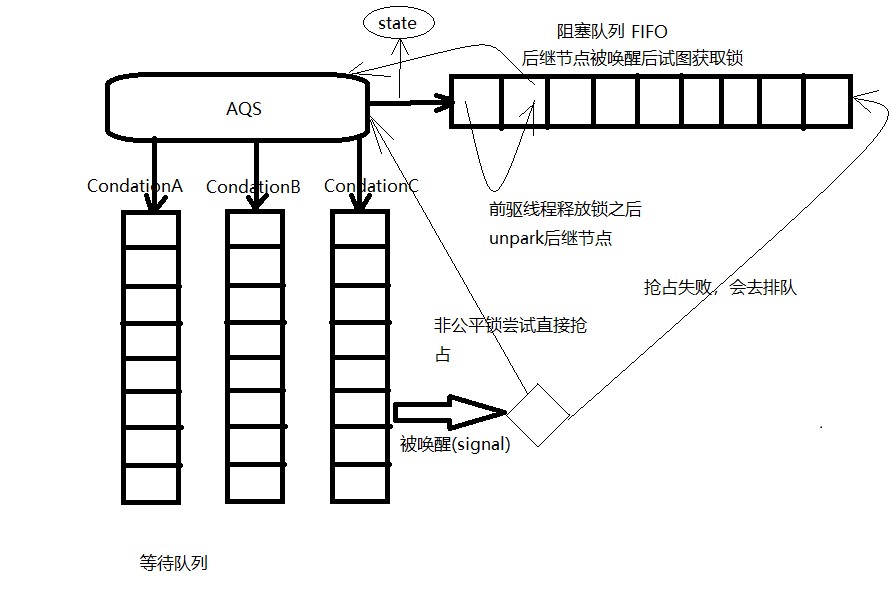 state
阻塞队列 FIFO
后继节点被唤醒后试图获取锁
AQS
CondationA
CondationB
CondationC
前驱线程释放锁之后
unpark后继节点
抢占失败，会去排队
非公平锁尝试直接抢
占
被唤醒(signal)
等待队列